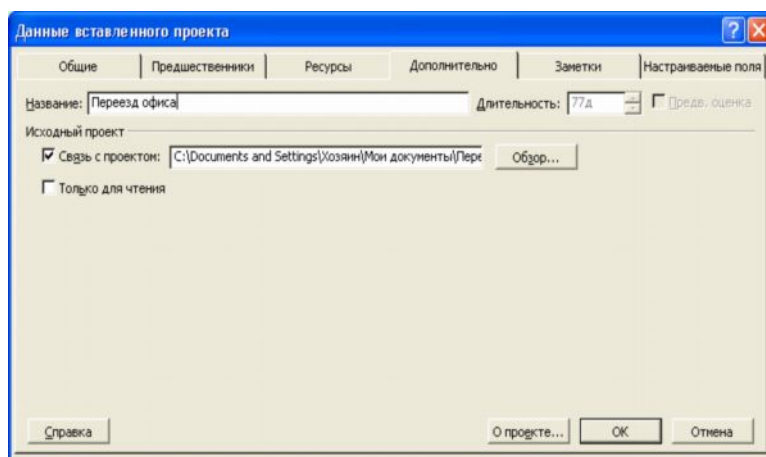 Данные вставленного проекта
Общие Предшественники Ресурсы Дополнительно Заметки Настраиваемые поля
Название: Переезд офиса Длительность: 77д Предв. оценка
Исходный проект
Связь с проектом: C:\Documents and Settings\Хозяин\Мои документы\Пере Обзор...
Только для чтения
Справка О проекте... ОК Отмена